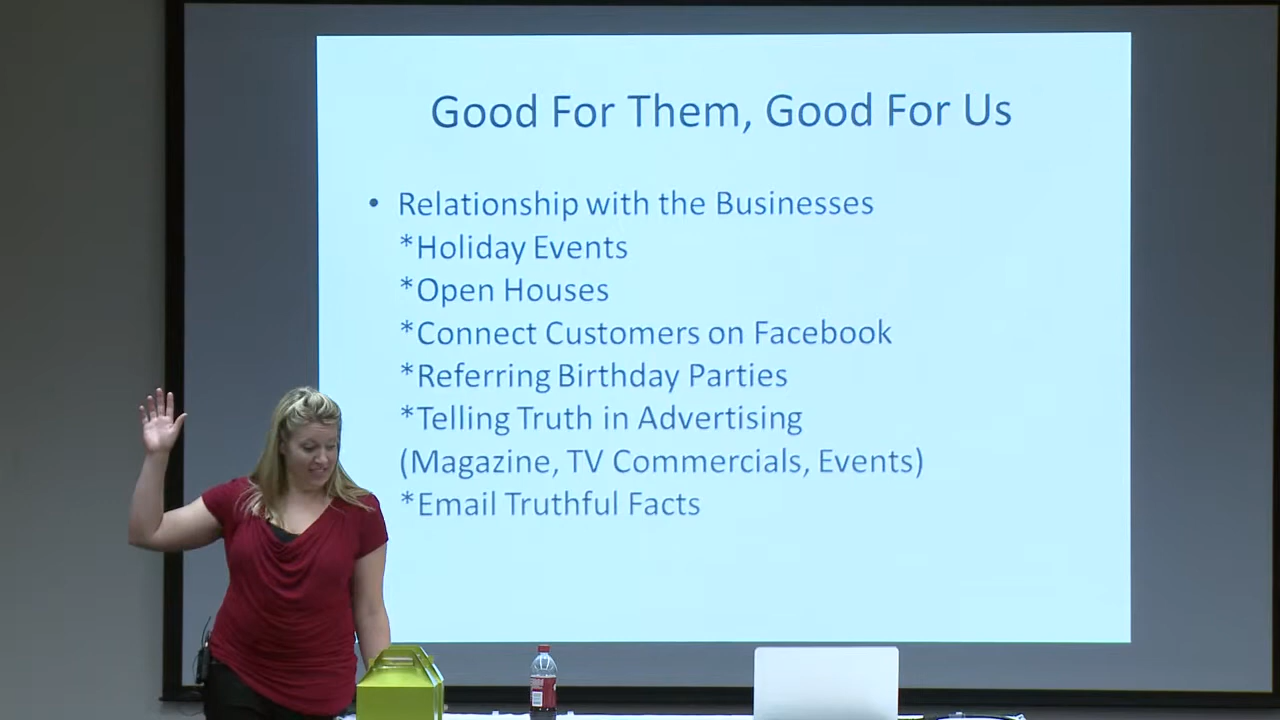 Good For Them, Good For Us
• Relationship with the Businesses
*Holiday Events
*Open Houses
*Connect Customers on Facebook
*Referring Birthday Parties
*Telling Truth in Advertising
(Magazine, TV Commercials, Events)
*Email Truthful Facts